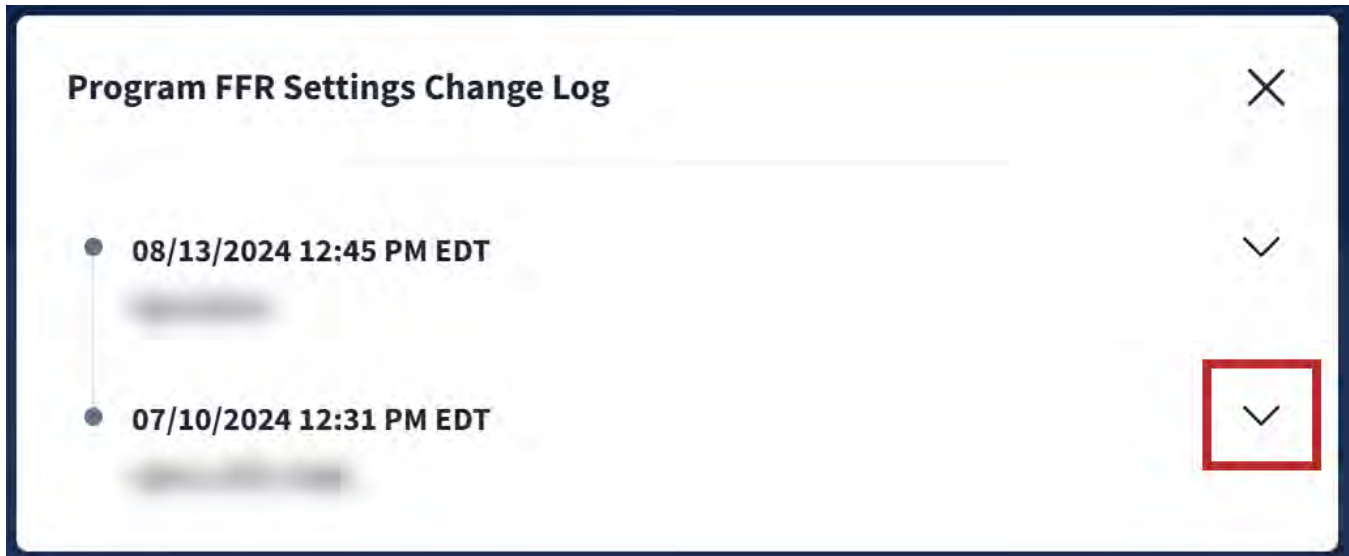 Program FFR Settings Change Log
08/13/2024 12:45 PM EDT
07/10/2024 12:31 PM EDT